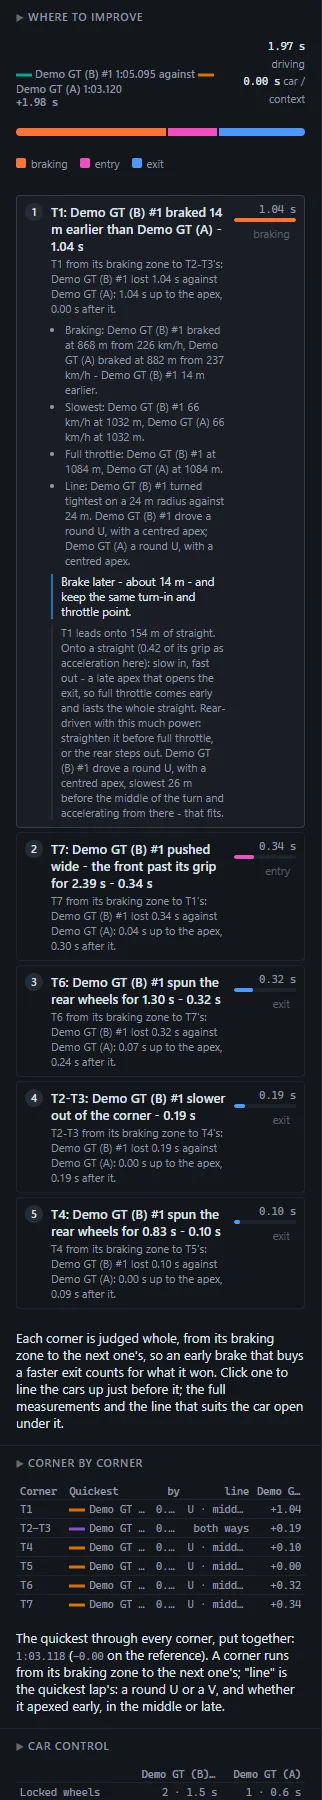 ▶ WHERE TO IMPROVE
Demo GT (B) #1 1:05.095 against
Demo GT (A) 1:03.120
+1.98 s
1.97 s
driving
0.00 s car /
context
braking entry exit
1 T1: Demo GT (B) #1 braked 14
m earlier than Demo GT (A) -
1.04 s
1.04 s
braking
T1 from its braking zone to T2-T3's:
Demo GT (B) #1 lost 1.04 s against
Demo GT (A): 1.04 s up to the apex,
0.00 s after it.
• Braking: Demo GT (B) #1 braked
at 868 m from 226 km/h, Demo
GT (A) braked at 882 m from 237
km/h - Demo GT (B) #1 14 m
earlier.
• Slowest: Demo GT (B) #1 66
km/h at 1032 m, Demo GT (A) 66
km/h at 1032 m.
• Full throttle: Demo GT (B) #1 at
1084 m, Demo GT (A) at 1084 m.
• Line: Demo GT (B) #1 turned
tightest on a 24 m radius against
24 m. Demo GT (B) #1 drove a
round U, with a centred apex;
Demo GT (A) a round U, with a
centred apex.
Brake later - about 14 m - and
keep the same turn-in and
throttle point.
T1 leads onto 154 m of straight.
Onto a straight (0.42 of its grip as
acceleration here): slow in, fast
out - a late apex that opens the
exit, so full throttle comes early
and lasts the whole straight. Rear-
driven with this much power:
straighten it before full throttle,
or the rear steps out. Demo GT
(B) #1 drove a round U, with a
centred apex, slowest 26 m
before the middle of the turn and
accelerating from there - that fits.
2 T7: Demo GT (B) #1 pushed
wide - the front past its grip
for 2.39 s - 0.34 s
0.34 s
entry
T7 from its braking zone to T1's:
Demo GT (B) #1 lost 0.34 s against
Demo GT (A): 0.04 s up to the apex,
0.30 s after it.
3 T6: Demo GT (B) #1 spun the
rear wheels for 1.30 s - 0.32 s
0.32 s
exit
T6 from its braking zone to T7's:
Demo GT (B) #1 lost 0.32 s against
Demo GT (A): 0.07 s up to the apex,
0.24 s after it.
4 T2-T3: Demo GT (B) #1 slower
out of the corner - 0.19 s
0.19 s
exit
T2-T3 from its braking zone to T4's:
Demo GT (B) #1 lost 0.19 s against
Demo GT (A): 0.00 s up to the apex,
0.19 s after it.
5 T4: Demo GT (B) #1 spun the
rear wheels for 0.83 s - 0.10 s
0.10 s
exit
T4 from its braking zone to T5's:
Demo GT (B) #1 lost 0.10 s against
Demo GT (A): 0.00 s up to the apex,
0.09 s after it.
Each corner is judged whole, from its braking
zone to the next one's, so an early brake that buys
a faster exit counts for what it won. Click one to
line the cars up just before it; the full
measurements and the line that suits the car open
under it.
▶ CORNER BY CORNER
Corner Quickest by line Demo G…
T1 Demo GT … 0.… U · midd… +1.04
T2-T3 Demo GT … 0.… both ways +0.19
T4 Demo GT … 0.… U · midd… +0.10
T5 Demo GT … 0.… U · midd… +0.00
T6 Demo GT … 0.… U · midd… +0.32
T7 Demo GT … 0.… U · midd… +0.34
The quickest through every corner, put together:
1:03.118 (-0.00 on the reference). A corner runs
from its braking zone to the next one's; "line" is
the quickest lap's: a round U or a V, and whether
it apexed early, in the middle or late.
▶ CAR CONTROL
Demo GT (B)… Demo GT (A)
Locked wheels 2 · 1.5 s 1 · 0.6 s